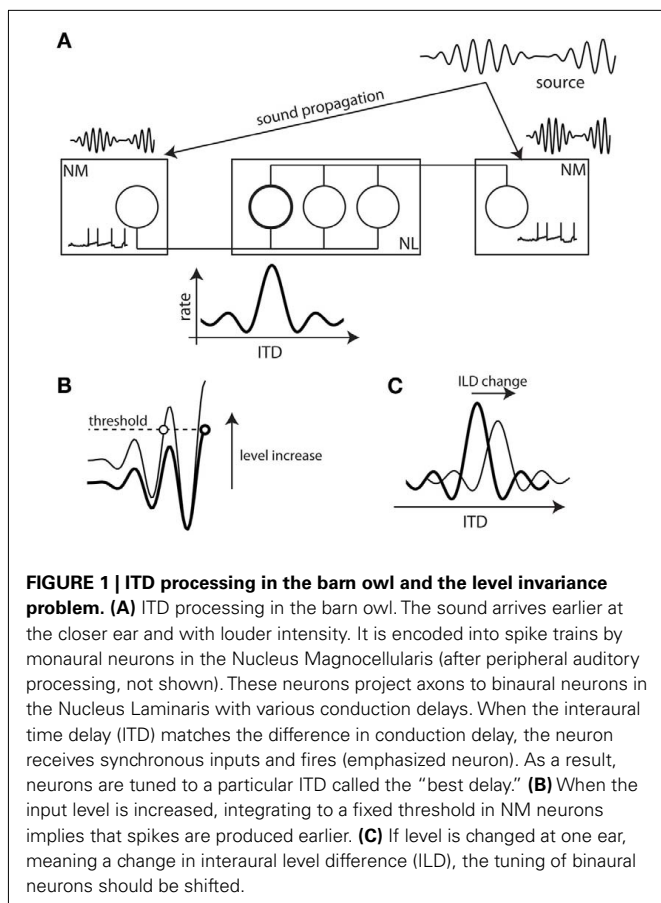 A
source
sound propagation
NM
NM
NL
rate
ITD
B
threshold
level increase
C
ILD change
ITD
FIGURE 1 | ITD processing in the barn owl and the level invariance
problem. (A) ITD processing in the barn owl. The sound arrives earlier at
the closer ear and with louder intensity. It is encoded into spike trains by
monaural neurons in the Nucleus Magnocellularis (after peripheral auditory
processing, not shown). These neurons project axons to binaural neurons in
the Nucleus Laminaris with various conduction delays. When the interaural
time delay (ITD) matches the difference in conduction delay, the neuron
receives synchronous inputs and fires (emphasized neuron). As a result,
neurons are tuned to a particular ITD called the “best delay.” (B) When the
input level is increased, integrating to a fixed threshold in NM neurons
implies that spikes are produced earlier. (C) If level is changed at one ear,
meaning a change in interaural level difference (ILD), the tuning of binaural
neurons should be shifted.